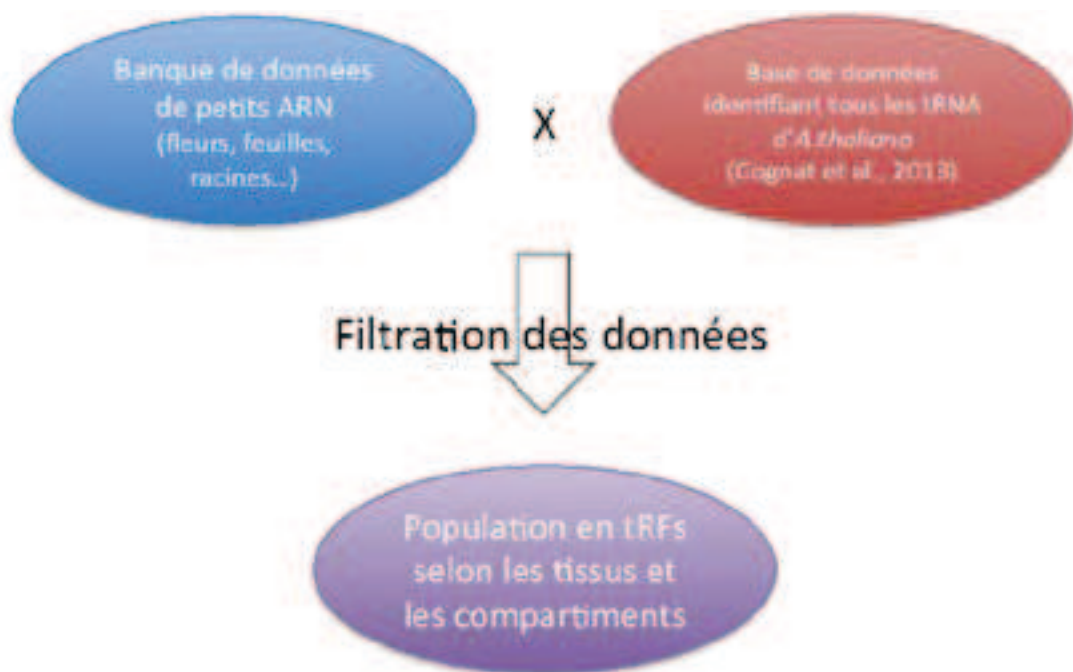 Banque de données
de petits ARN
(fleurs, feuilles,
racines...)
X
Base de données
identifiant tous les tRNA
d'A.thaliana
(Cognat et al., 2013)
Filtration des données
Population en tRFs
selon les tissus et
les compartiments